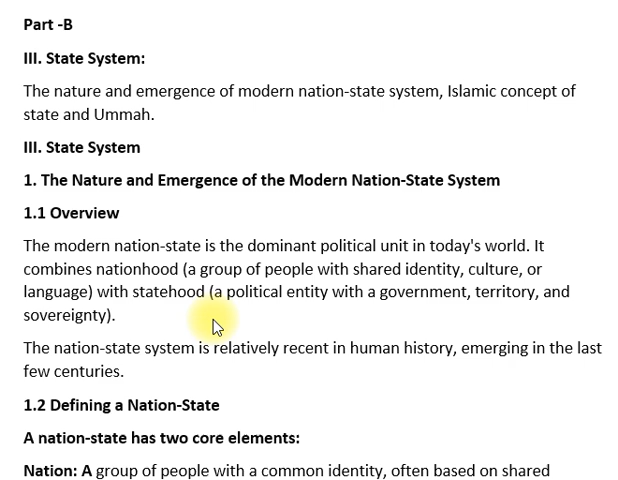 Part -B
III. State System:
The nature and emergence of modern nation-state system, Islamic concept of
state and Ummah.
III. State System
1. The Nature and Emergence of the Modern Nation-State System
1.1 Overview
The modern nation-state is the dominant political unit in today's world. It
combines nationhood (a group of people with shared identity, culture, or
language) with statehood (a political entity with a government, territory, and
sovereignty).
The nation-state system is relatively recent in human history, emerging in the last
few centuries.
1.2 Defining a Nation-State
A nation-state has two core elements:
Nation: A group of people with a common identity, often based on shared